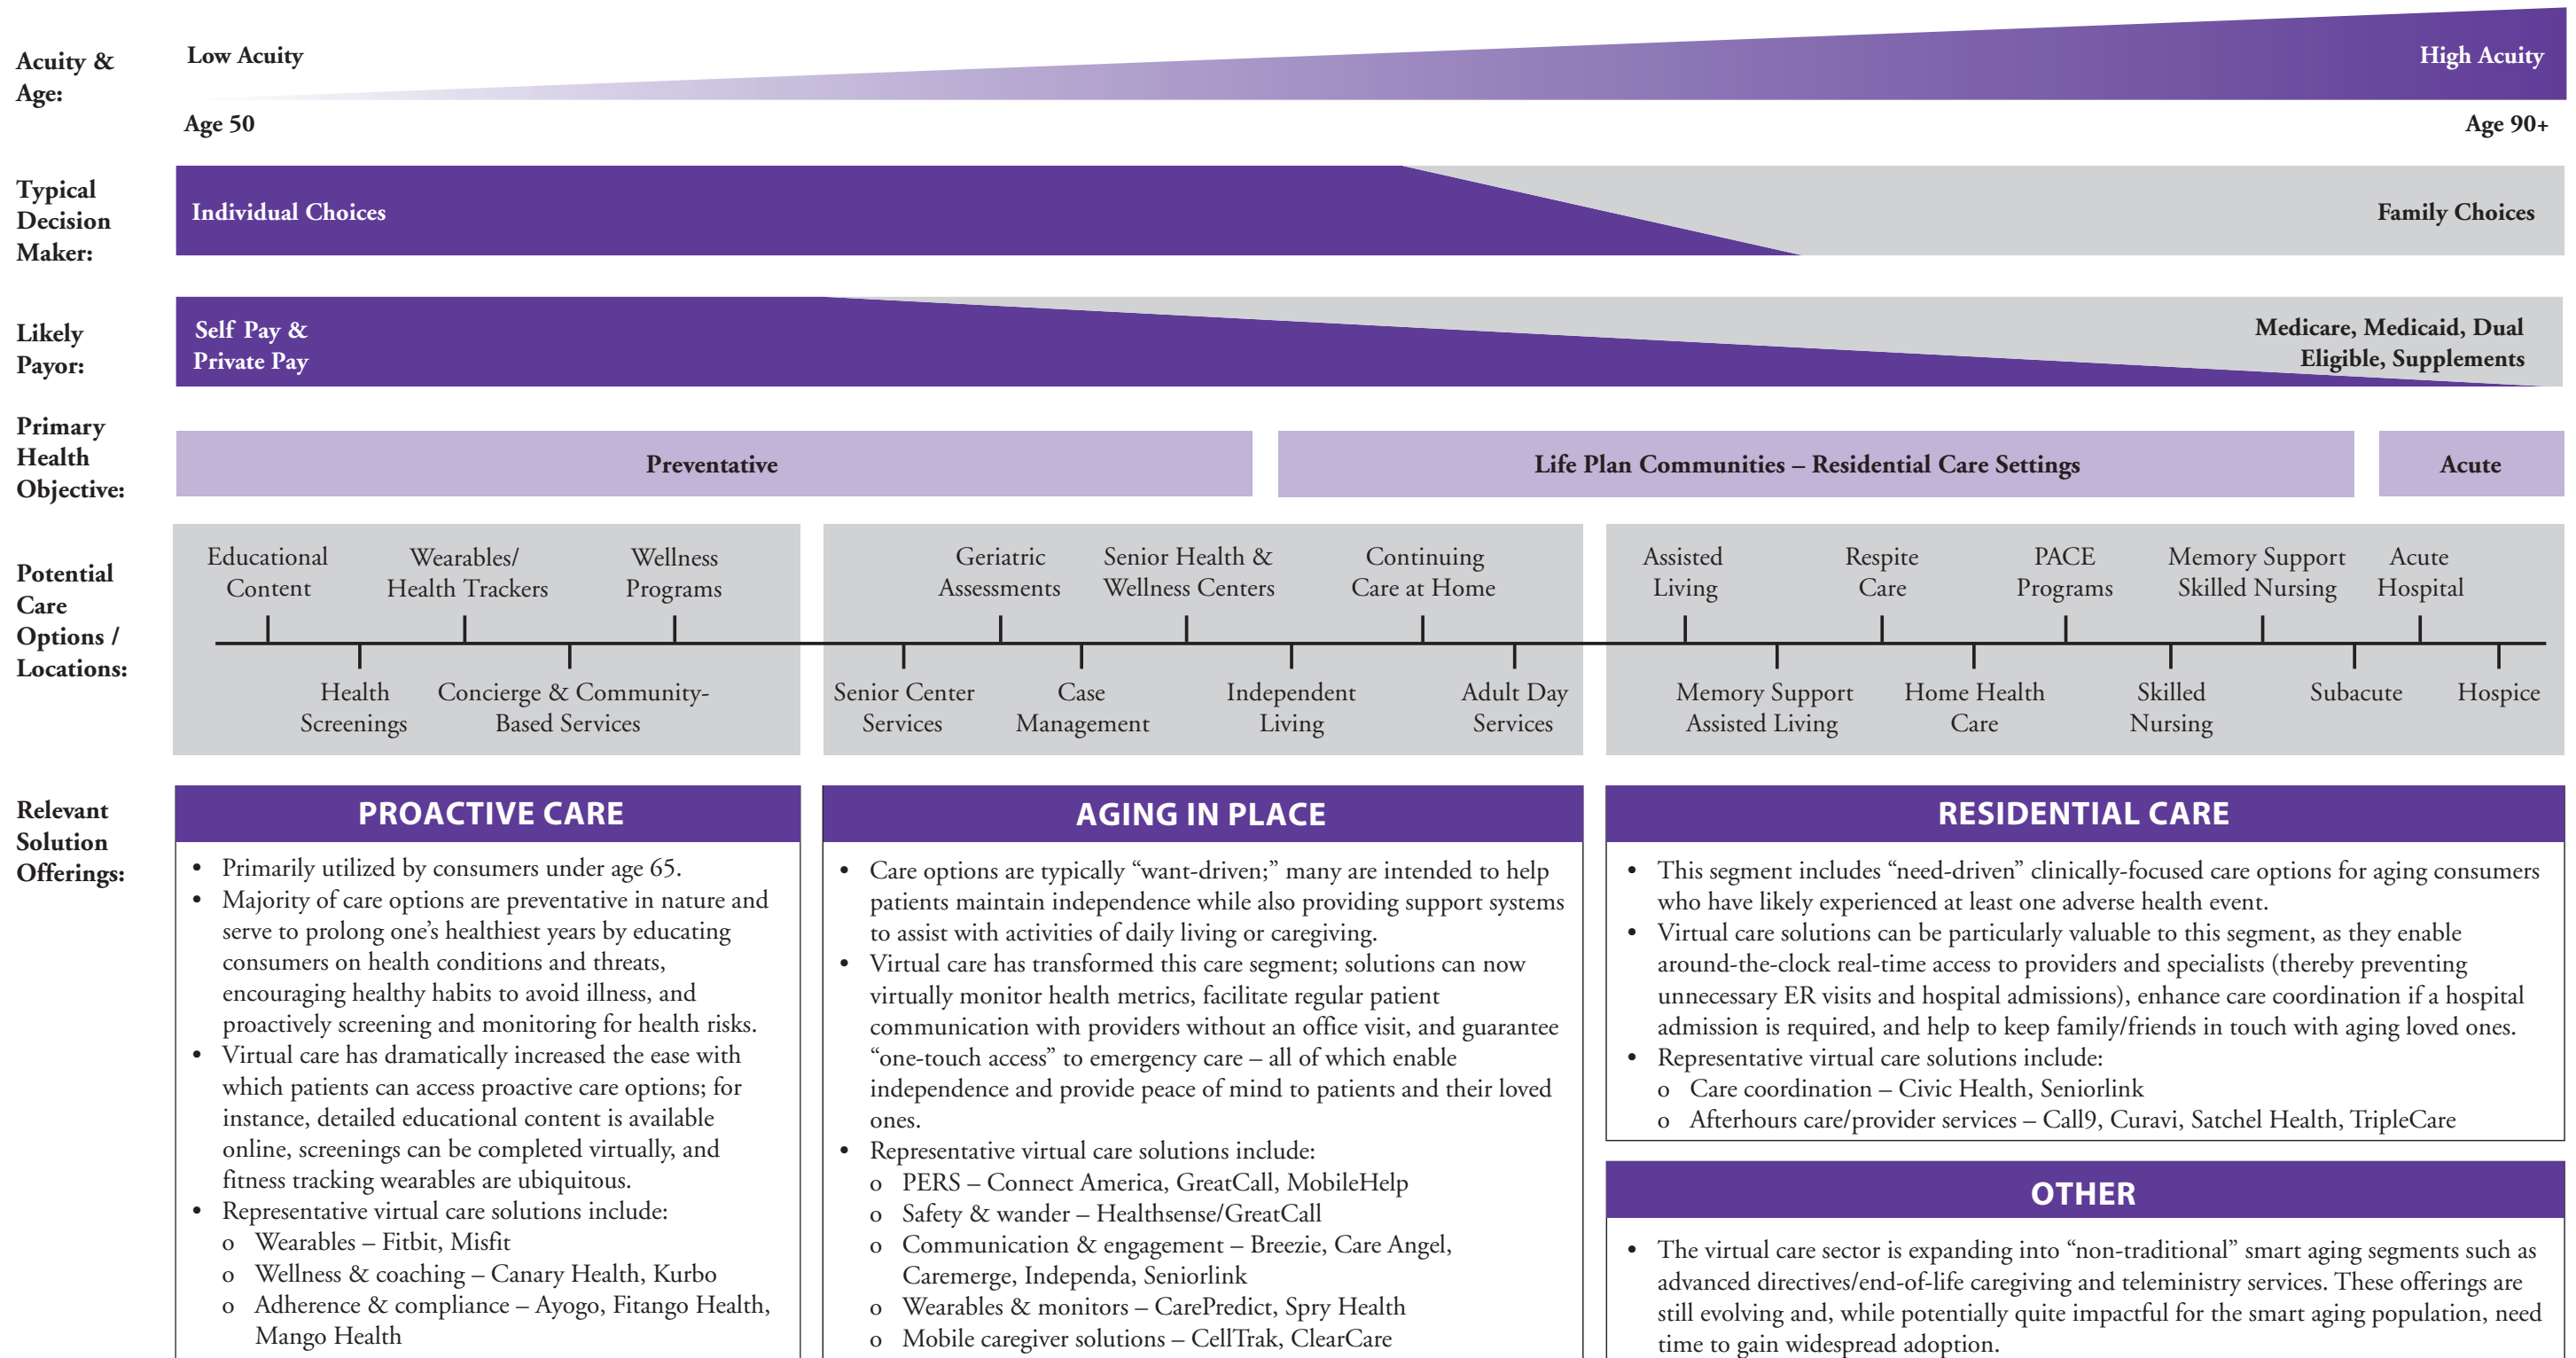 Acuity &
Age:
Low Acuity
High Acuity
Age 50
Age 90+
Typical
Decision
Maker:
Individual Choices
Family Choices
Likely
Payor:
Self Pay &
Private Pay
Medicare, Medicaid, Dual
Eligible, Supplements
Primary
Health
Objective:
Preventative
Life Plan Communities – Residential Care Settings
Acute
Potential
Care
Options /
Locations:
Educational
Content
Wearables/
Health Trackers
Wellness
Programs
Geriatric
Assessments
Senior Health &
Wellness Centers
Continuing
Care at Home
Assisted
Living
Respite
Care
PACE
Programs
Memory Support
Skilled Nursing
Acute
Hospital
Health
Screenings
Concierge & Community-
Based Services
Senior Center
Services
Case
Management
Independent
Living
Adult Day
Services
Memory Support
Assisted Living
Home Health
Care
Skilled
Nursing
Subacute
Hospice
Relevant
Solution
Offerings:
PROACTIVE CARE
• Primarily utilized by consumers under age 65.
• Majority of care options are preventative in nature and
serve to prolong one’s healthiest years by educating
consumers on health conditions and threats,
encouraging healthy habits to avoid illness, and
proactively screening and monitoring for health risks.
• Virtual care has dramatically increased the ease with
which patients can access proactive care options; for
instance, detailed educational content is available
online, screenings can be completed virtually, and
fitness tracking wearables are ubiquitous.
• Representative virtual care solutions include:
o Wearables – Fitbit, Misfit
o Wellness & coaching – Canary Health, Kurbo
o Adherence & compliance – Ayogo, Fitango Health,
Mango Health
AGING IN PLACE
• Care options are typically “want-driven;” many are intended to help
patients maintain independence while also providing support systems
to assist with activities of daily living or caregiving.
• Virtual care has transformed this care segment; solutions can now
virtually monitor health metrics, facilitate regular patient
communication with providers without an office visit, and guarantee
“one-touch access” to emergency care – all of which enable
independence and provide peace of mind to patients and their loved
ones.
• Representative virtual care solutions include:
o PERS – Connect America, GreatCall, MobileHelp
o Safety & wander – Healthsense/GreatCall
o Communication & engagement – Breezie, Care Angel,
Caremerge, Independa, Seniorlink
o Wearables & monitors – CarePredict, Spry Health
o Mobile caregiver solutions – CellTrak, ClearCare
RESIDENTIAL CARE
• This segment includes “need-driven” clinically-focused care options for aging consumers
who have likely experienced at least one adverse health event.
• Virtual care solutions can be particularly valuable to this segment, as they enable
around-the-clock real-time access to providers and specialists (thereby preventing
unnecessary ER visits and hospital admissions), enhance care coordination if a hospital
admission is required, and help to keep family/friends in touch with aging loved ones.
• Representative virtual care solutions include:
o Care coordination – Civic Health, Seniorlink
o Afterhours care/provider services – Call9, Curavi, Satchel Health, TripleCare
OTHER
• The virtual care sector is expanding into “non-traditional” smart aging segments such as
advanced directives/end-of-life caregiving and teleministry services. These offerings are
still evolving and, while potentially quite impactful for the smart aging population, need
time to gain widespread adoption.